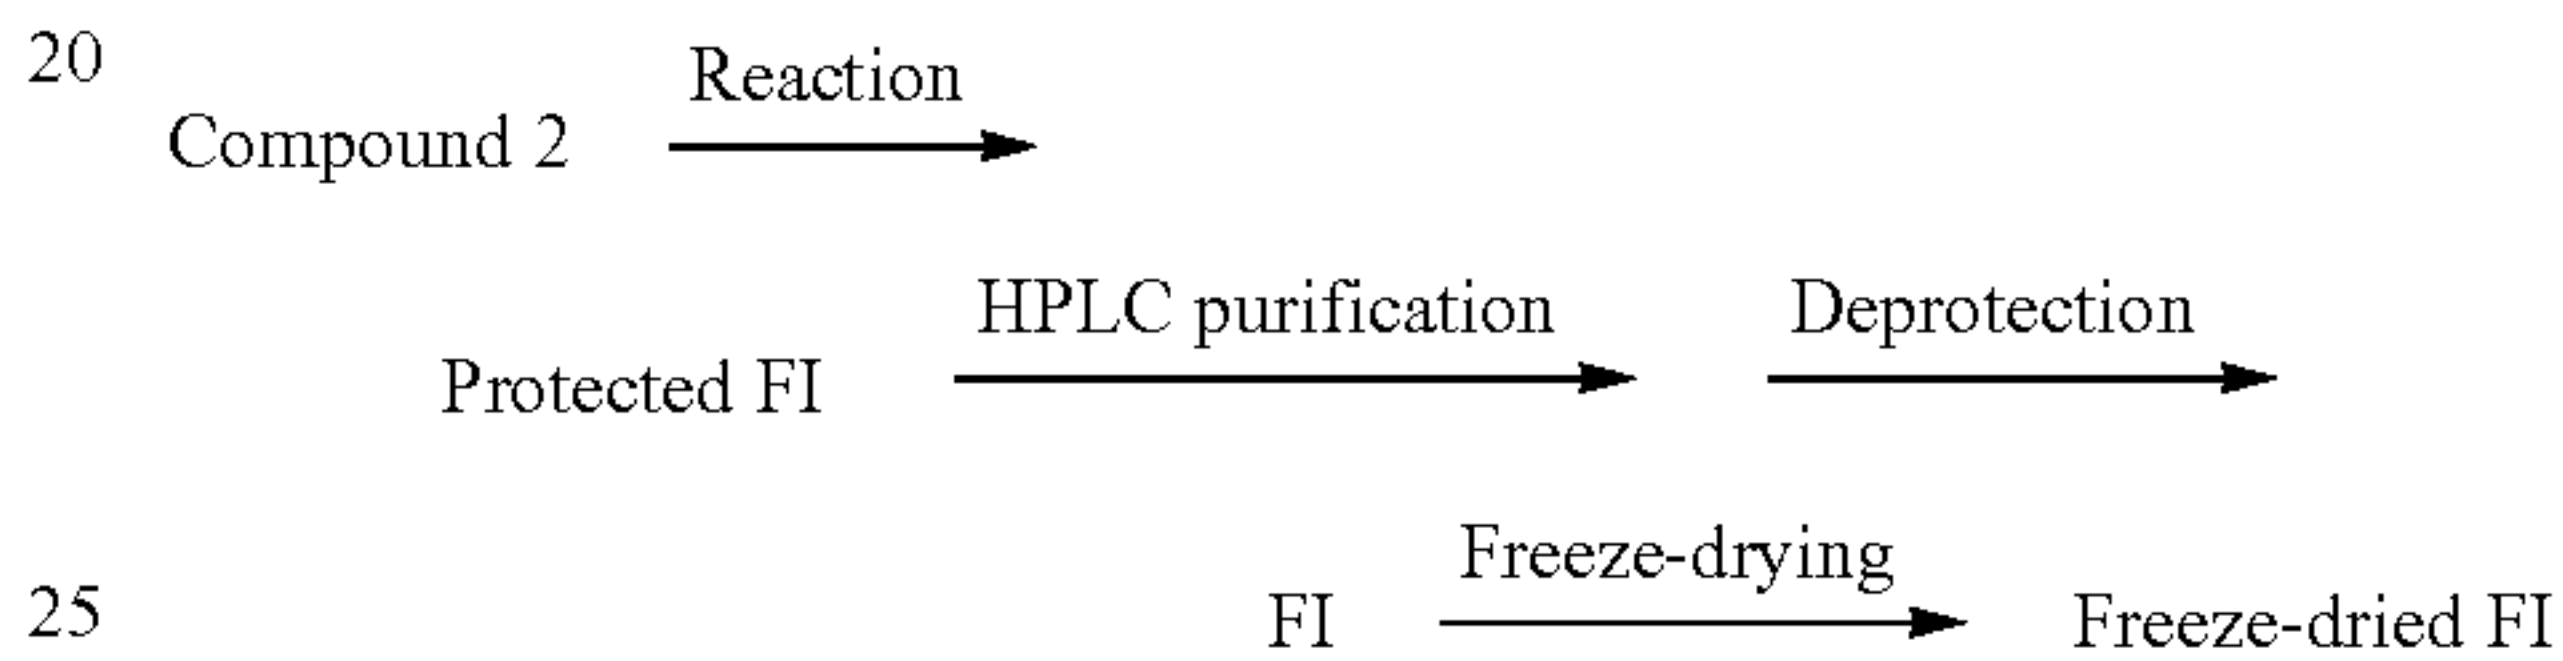 20
Reaction
Compound 2
HPLC purification Deprotection
Protected FI
Freeze-drying
25
FI Freeze-dried FI